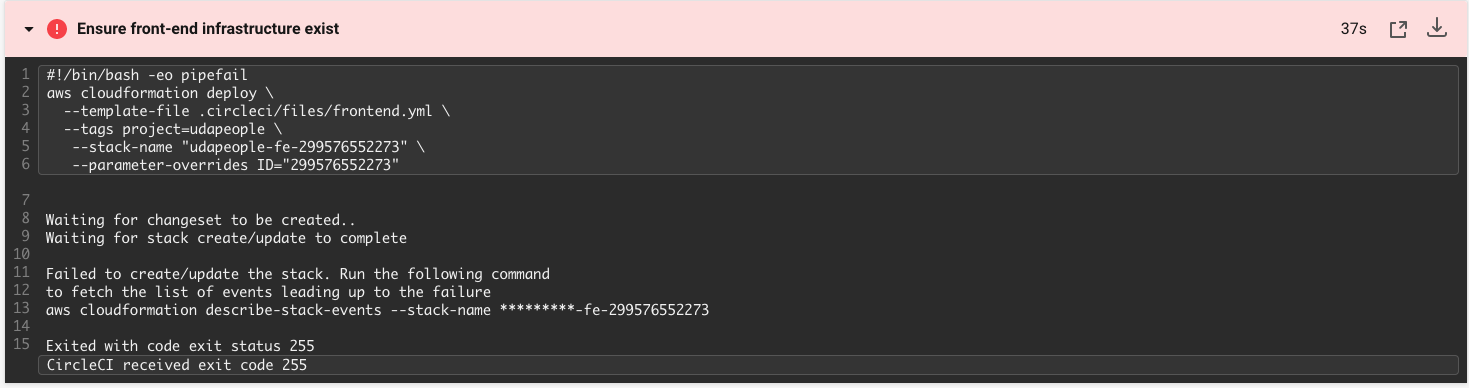 Ensure front-end infrastructure exist
37s
1 #!/bin/bash -eo pipefail
2 aws cloudformation deploy \
3   --template-file .circleci/files/frontend.yml \
4   --tags project=udapeople \
5    --stack-name "udapeople-fe-299576552273" \
6    --parameter-overrides ID="299576552273"
7
8 Waiting for changeset to be created..
9 Waiting for stack create/update to complete
10
11 Failed to create/update the stack. Run the following command
12 to fetch the list of events leading up to the failure
13 aws cloudformation describe-stack-events --stack-name *********-fe-299576552273
14
15 Exited with code exit status 255
CircleCI received exit code 255